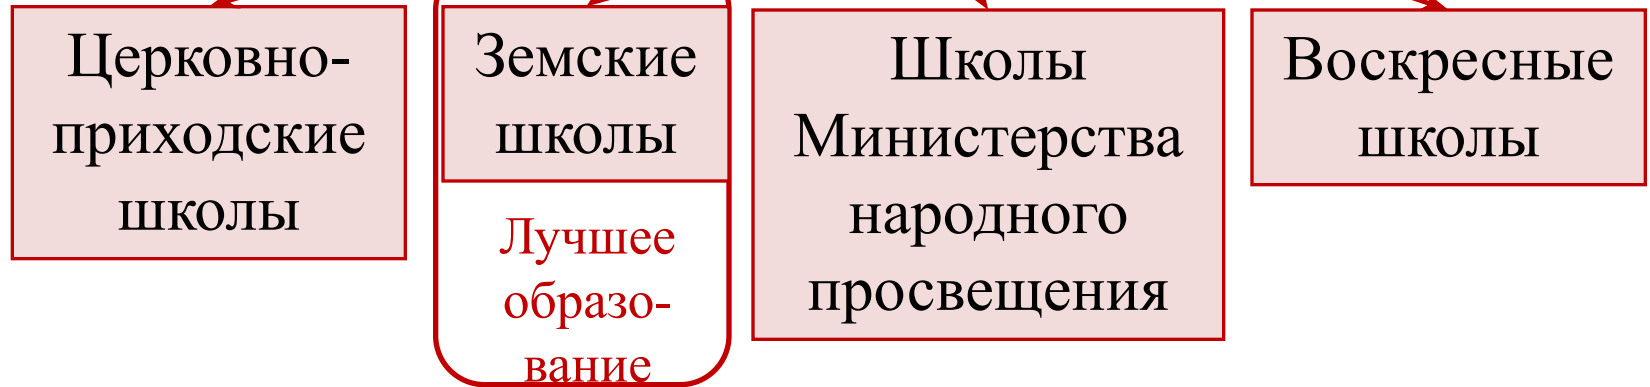 Церковно-
приходские
школы
Земские
школы
Лучшее
образо-
вание
Школы
Министерства
народного
просвещения
Воскресные
школы